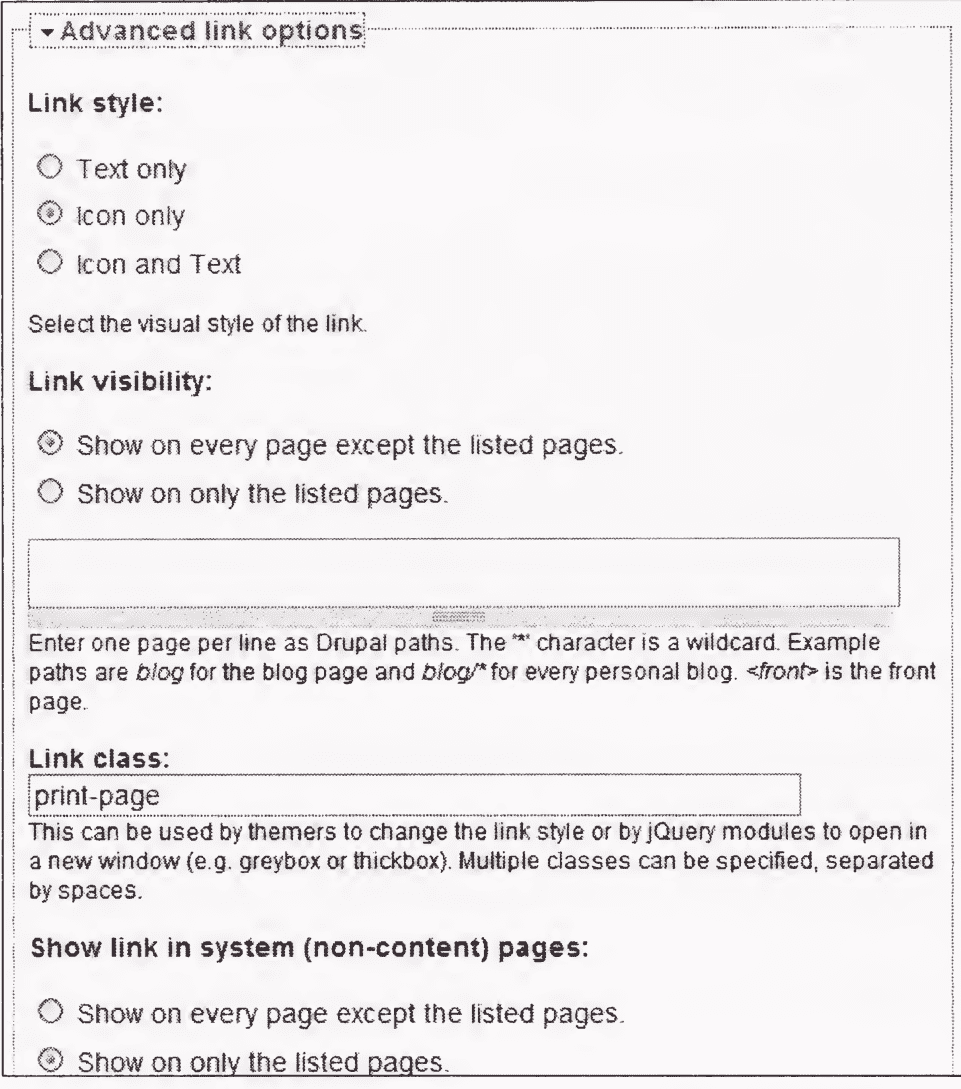 Advanced link options
Link style:
Text only
Icon only
Icon and Text
Select the visual style of the link.
Link visibility:
Show on every page except the listed pages.
Show on only the listed pages.
Enter one page per line as Drupal paths. The '*' character is a wildcard. Example
paths are blog for the blog page and blog/* for every personal blog. <front> is the front
page.
Link class:
print-page
This can be used by themers to change the link style or by jQuery modules to open in
a new window (e.g. greybox or thickbox). Multiple classes can be specified, separated
by spaces.
Show link in system (non-content) pages:
Show on every page except the listed pages.
Show on only the listed pages.